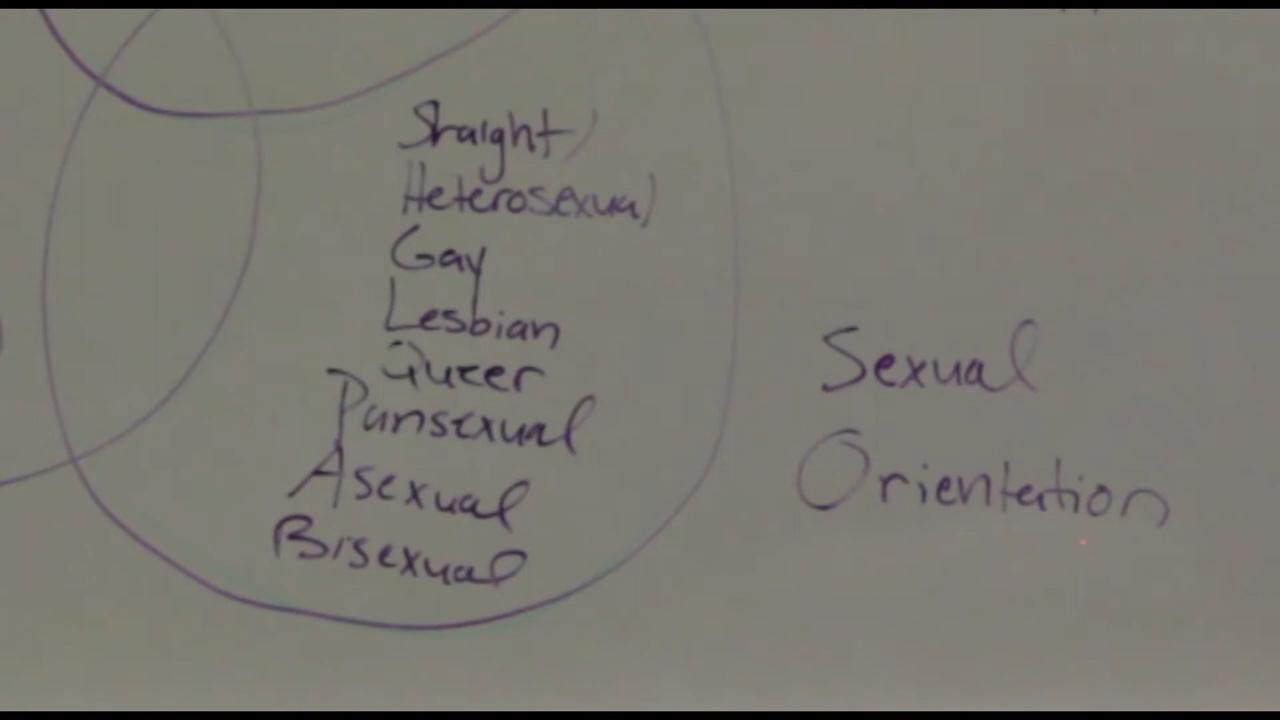 Straight/
Heterosexual
Gay
Lesbian
Queer
Pansexual
Asexual
Bisexual
Sexual
Orientation